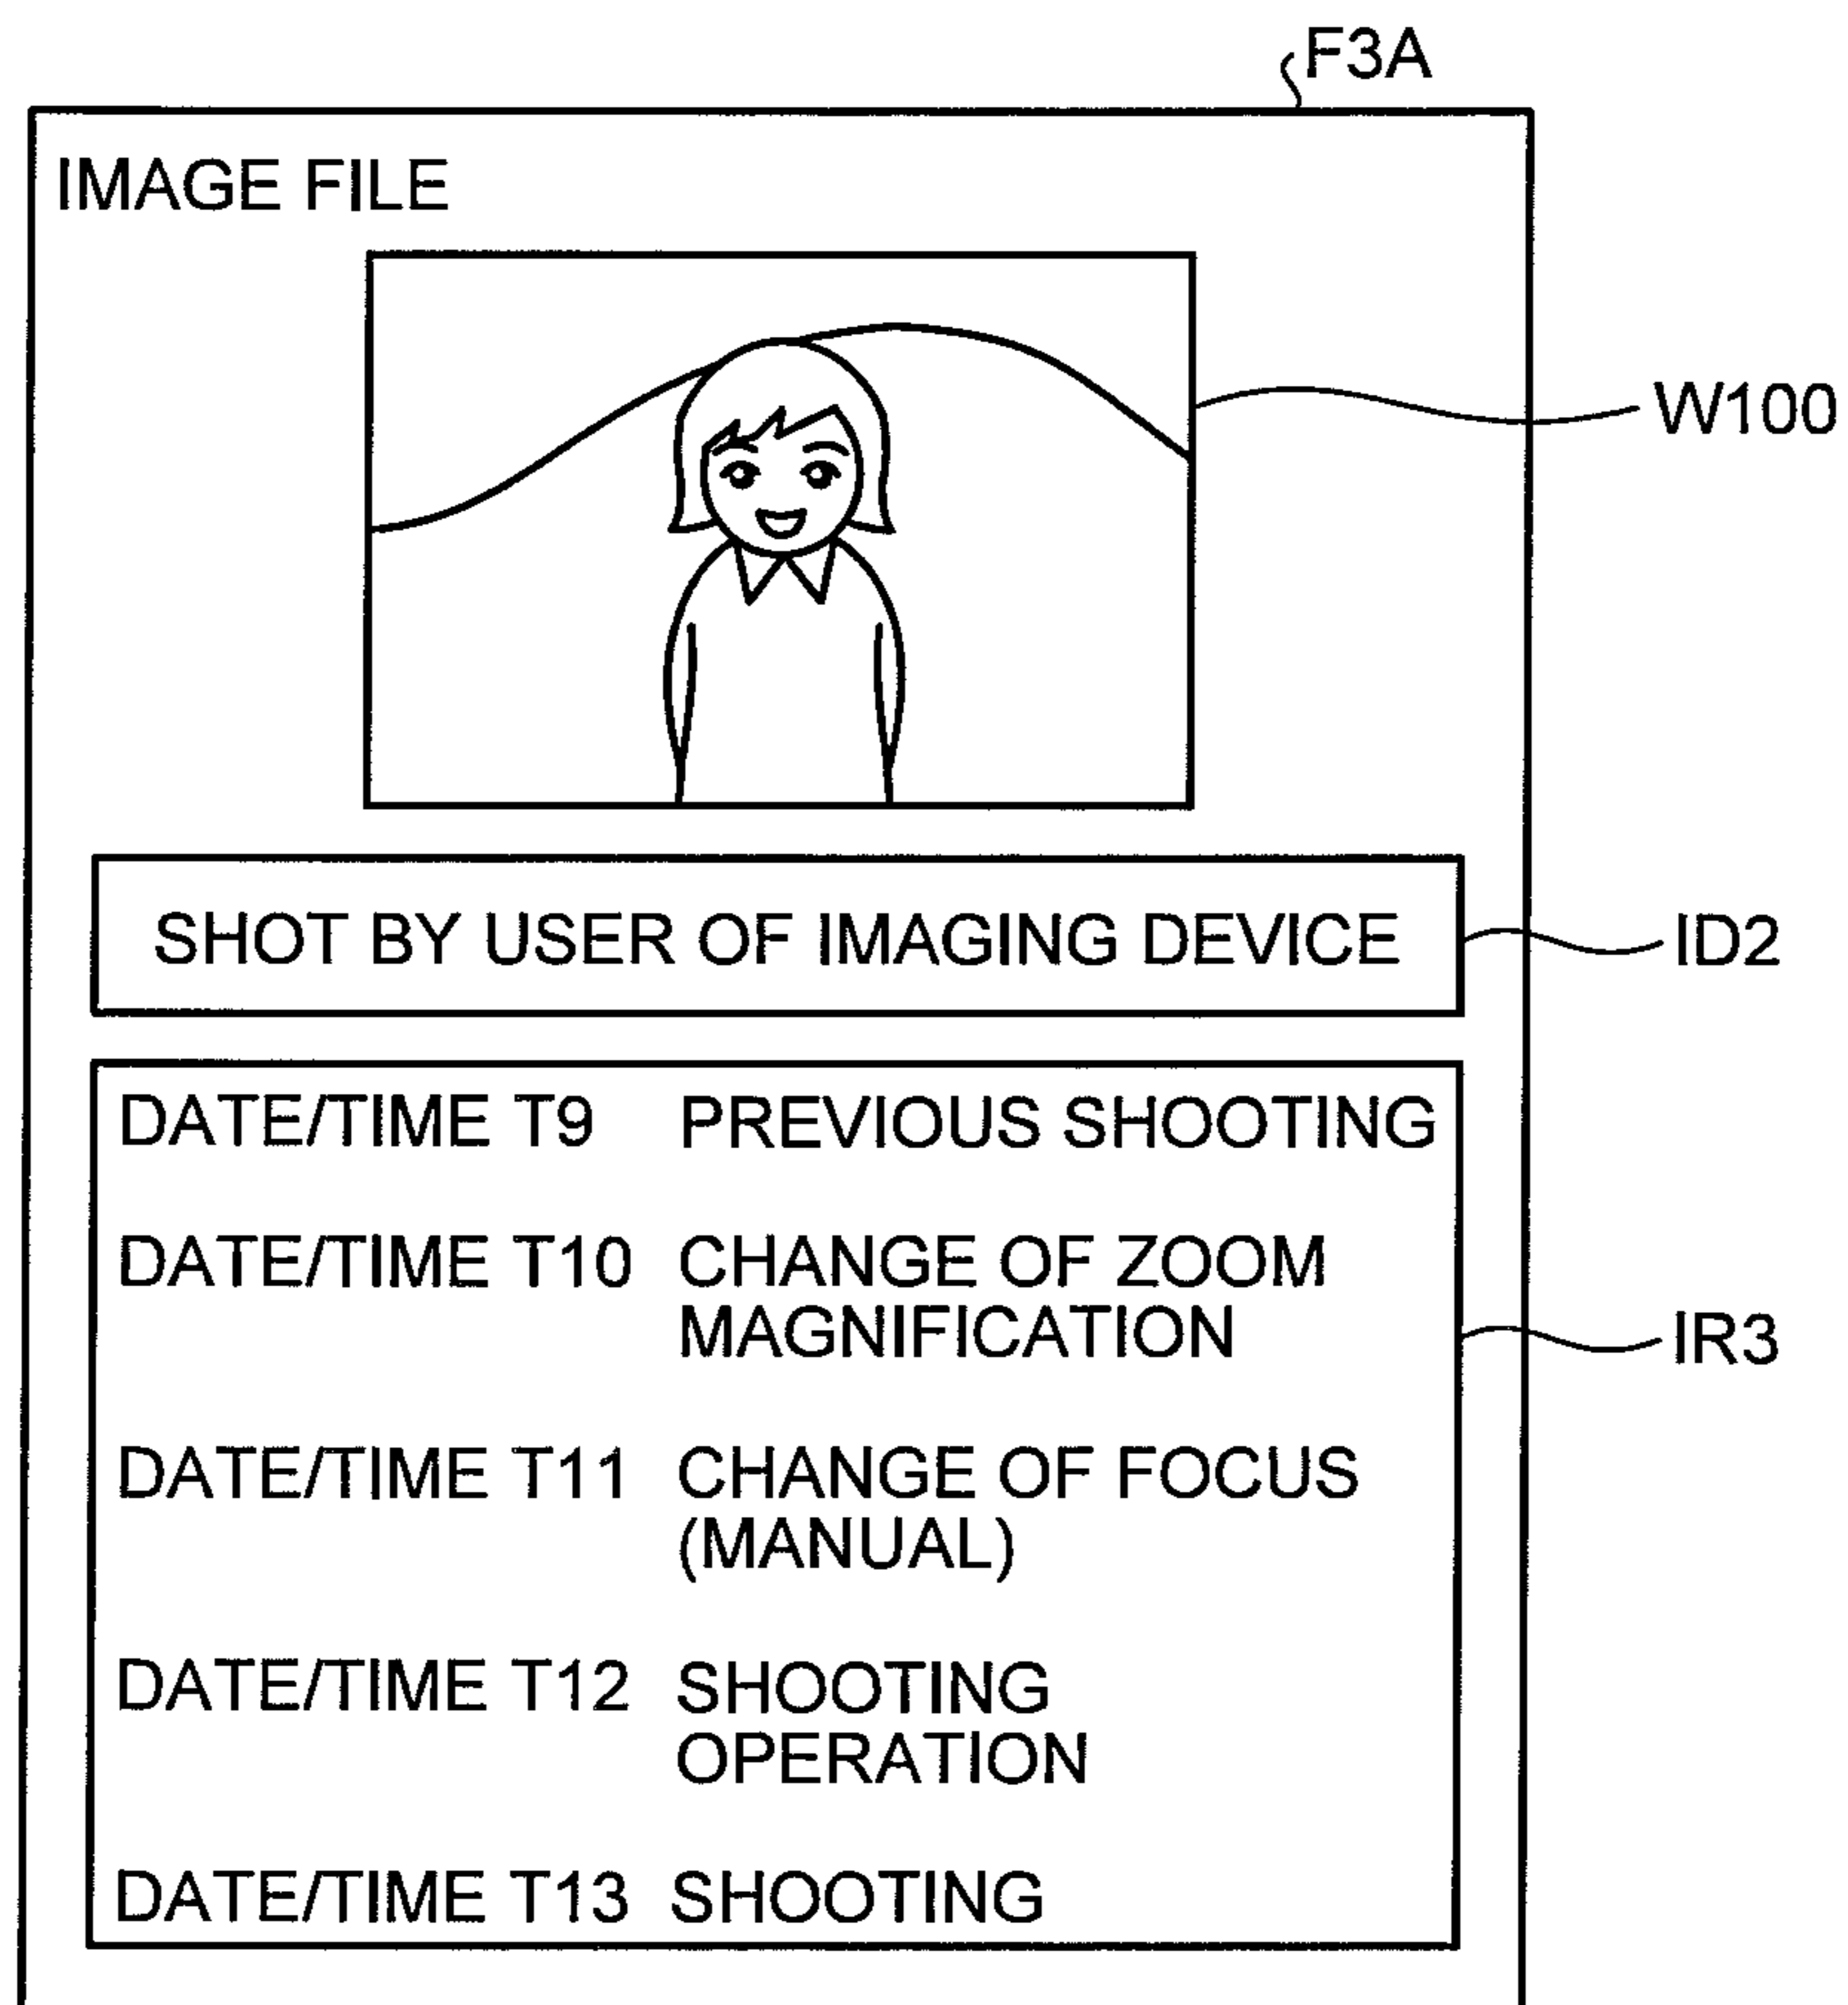 F3A
IMAGE FILE
W100
SHOT BY USER OF IMAGING DEVICE
ID2
DATE/TIME T9 PREVIOUS SHOOTING
DATE/TIME T10 CHANGE OF ZOOM
MAGNIFICATION
IR3
DATE/TIME T11 CHANGE OF FOCUS
(MANUAL)
DATE/TIME T12 SHOOTING
OPERATION
DATE/TIME T13 SHOOTING